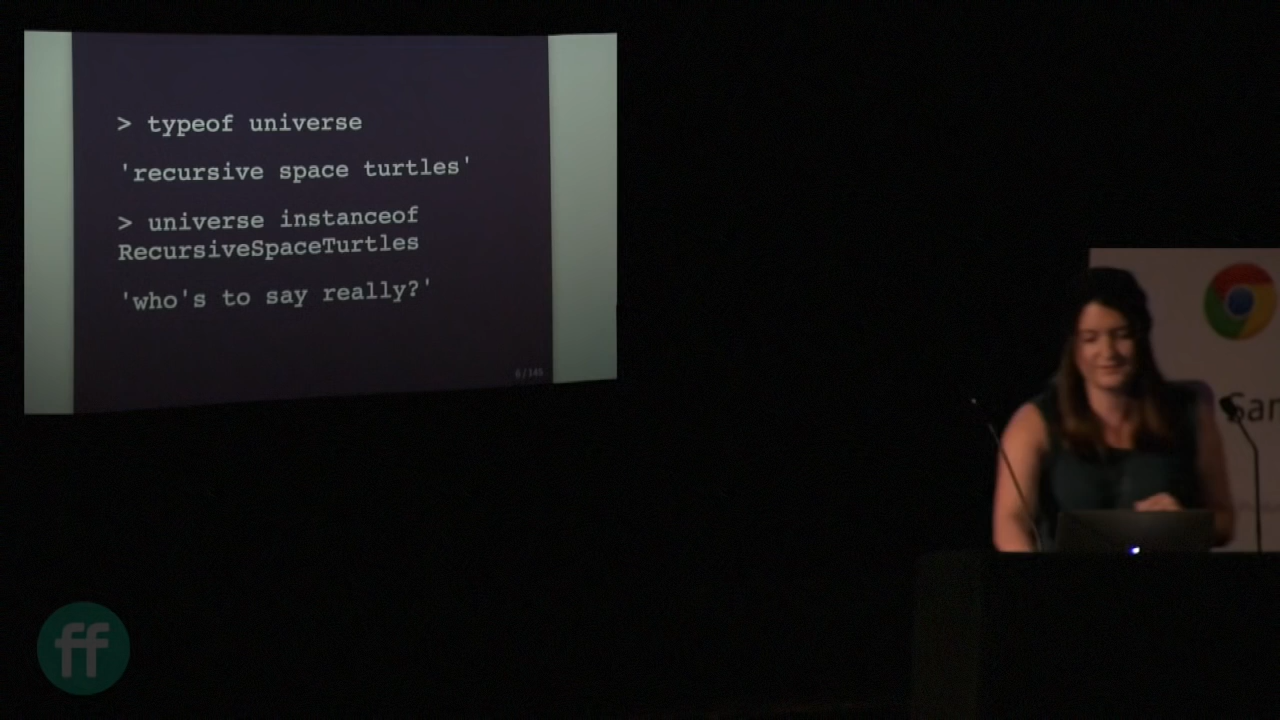 > typeof universe
'recursive space turtles'
> universe instanceof
RecursiveSpaceTurtles
'who's to say really?'
ff